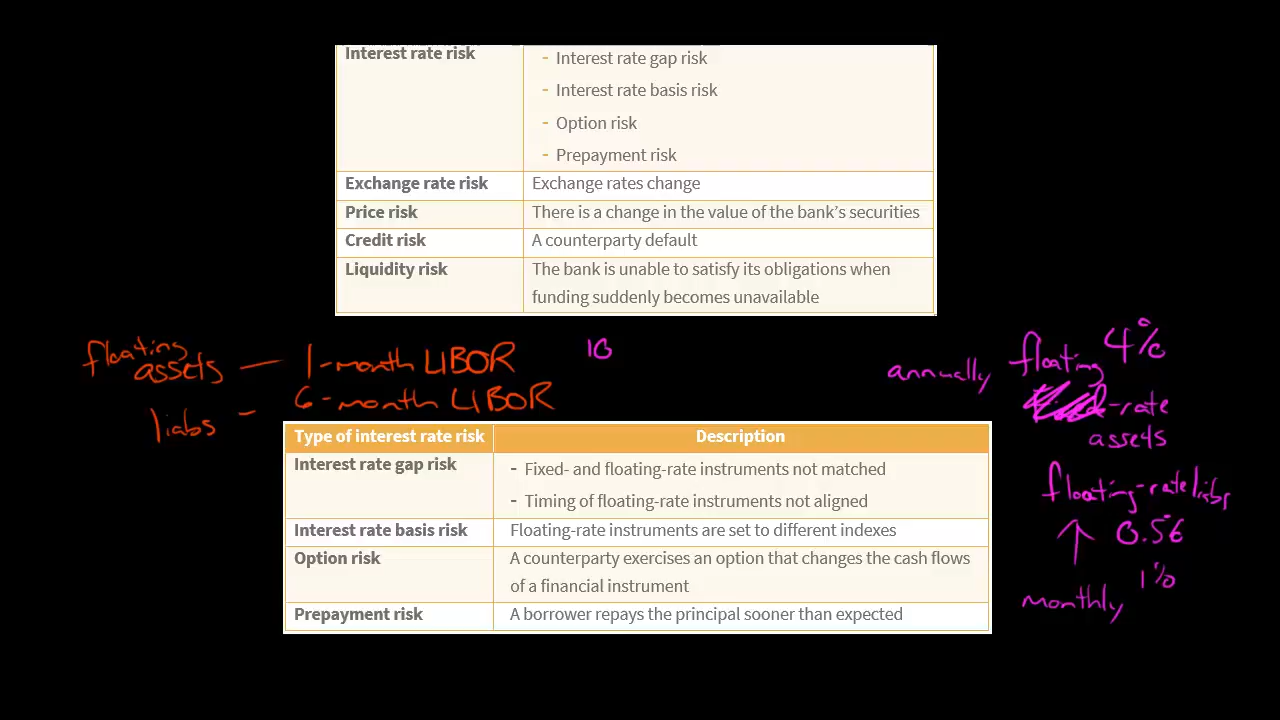 Interest rate risk
- Interest rate gap risk
- Interest rate basis risk
- Option risk
- Prepayment risk
Exchange rate risk Exchange rates change
Price risk There is a change in the value of the bank's securities
Credit risk A counterparty default
Liquidity risk The bank is unable to satisfy its obligations when
funding suddenly becomes unavailable
floating
assets — 1-month LIBOR
liabs - 6-month LIBOR
10
annually floating 4%
-rate
assets
floating-rate liabs
↑ 0.5%
1%
monthly
Type of interest rate risk Description
Interest rate gap risk - Fixed- and floating-rate instruments not matched
- Timing of floating-rate instruments not aligned
Interest rate basis risk Floating-rate instruments are set to different indexes
Option risk A counterparty exercises an option that changes the cash flows
of a financial instrument
Prepayment risk A borrower repays the principal sooner than expected